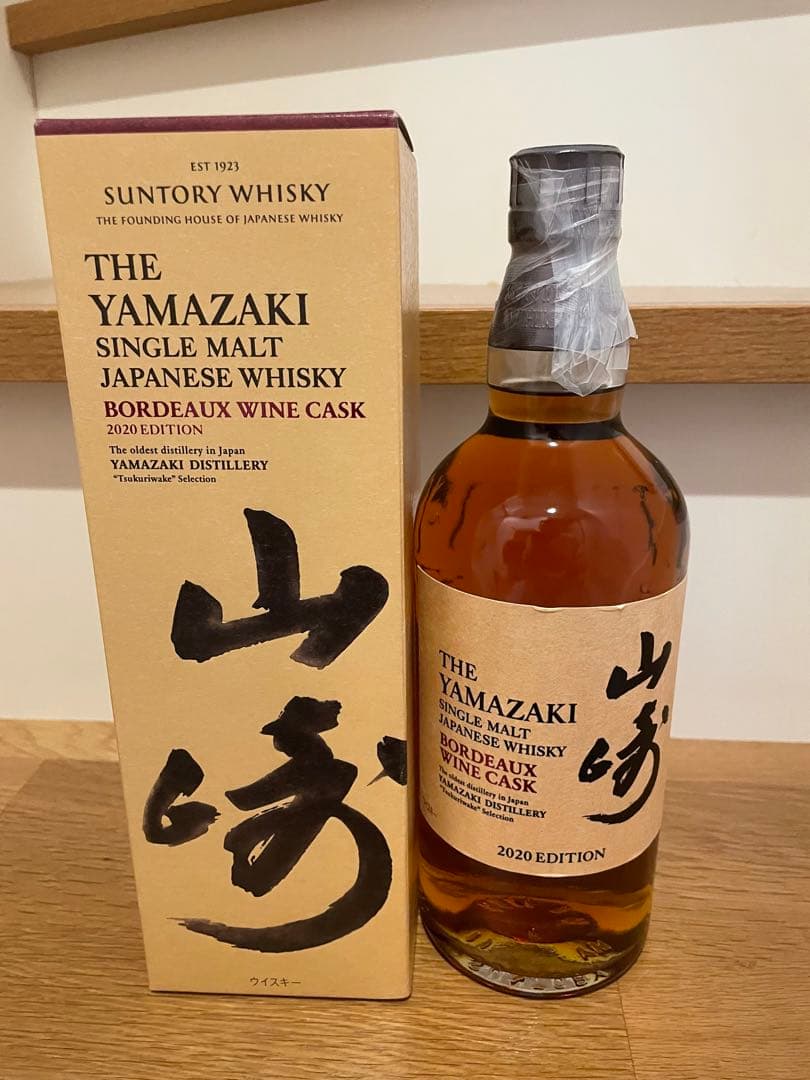 EST 1923
SUNTORY WHISKY
THE FOUNDING HOUSE OF JAPANESE WHISKY
THE
YAMAZAKI
SINGLE MALT
JAPANESE WHISKY
BORDEAUX WINE CASK
2020 EDITION
The oldest distillery in Japan
YAMAZAKI DISTILLERY
"Tsukuriwake" Selection
山
崎
ウイスキー
THE
YAMAZAKI
SINGLE MALT
JAPANESE WHISKY
BORDEAUX
WINE CASK
The oldest distillery in Japan
YAMAZAKI DISTILLERY
"Tsukuriwake" Selection
山
崎
2020 EDITION